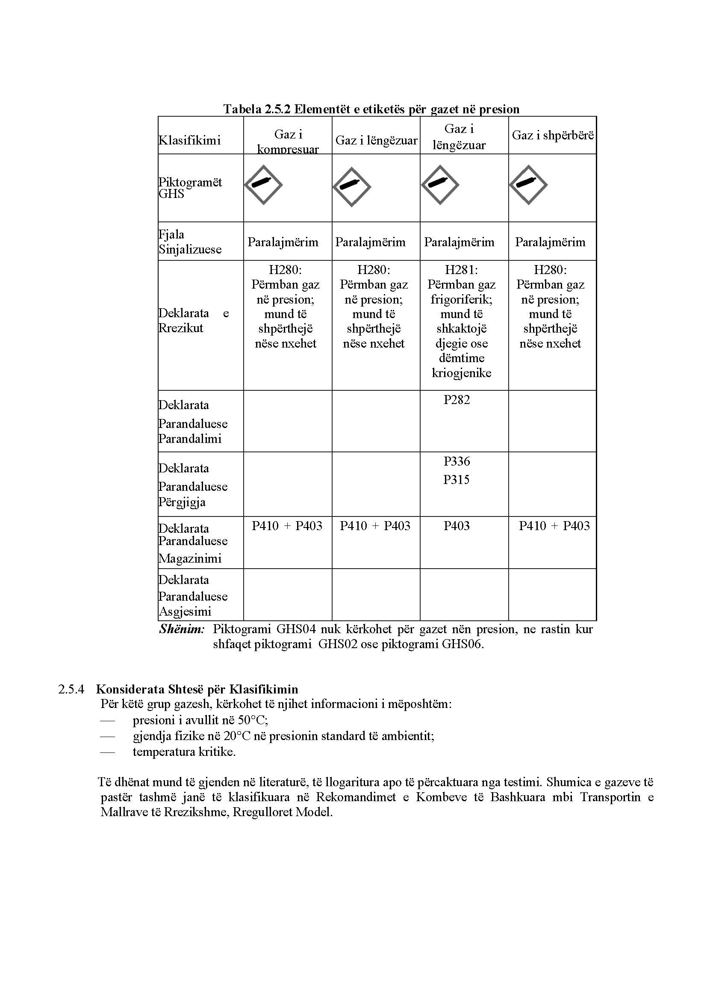 Tabela 2.5.2 Elementët e etiketës për gazet në presion
Klasifikimi
Gaz i
kompresuar
Gaz i lëngëzuar
Gaz i
lëngëzuar
Gaz i shpërbërë
Piktogramët
GHS
Fjala
Sinjalizuese
Paralajmërim
Paralajmërim
Paralajmërim
Paralajmërim
Deklarata e
Rrezikut
H280:
Përmban gaz
në presion;
mund të
shpërthejë
nëse nxehet
H280:
Përmban gaz
në presion;
mund të
shpërthejë
nëse nxehet
H281:
Përmban gaz
frigoriferik;
mund të
shkaktojë
djegie ose
dëmtime
kriogjenike
H280:
Përmban gaz
në presion;
mund të
shpërthejë
nëse nxehet
Deklarata
Parandaluese
Parandalimi
P282
Deklarata
Parandaluese
Përgjigja
P336
P315
Deklarata
Parandaluese
Magazinimi
P410 + P403
P410 + P403
P403
P410 + P403
Deklarata
Parandaluese
Asgjesimi
Shënim: Piktogrami GHS04 nuk kërkohet për gazet nën presion, ne rastin kur
shfaqet piktogrami GHS02 ose piktogrami GHS06.
2.5.4 Konsiderata Shtesë për Klasifikimin
Për këtë grup gazesh, kërkohet të njihet informacioni i mëposhtëm:
— presioni i avullit në 50°C;
— gjendja fizike në 20°C në presionin standard të ambientit;
— temperatura kritike.
Të dhënat mund të gjenden në literaturë, të llogaritura apo të përcaktuara nga testimi. Shumica e gazeve të
pastër tashmë janë të klasifikuara në Rekomandimet e Kombeve të Bashkuara mbi Transportin e
Mallrave të Rrezikshme, Rregulloret Model.